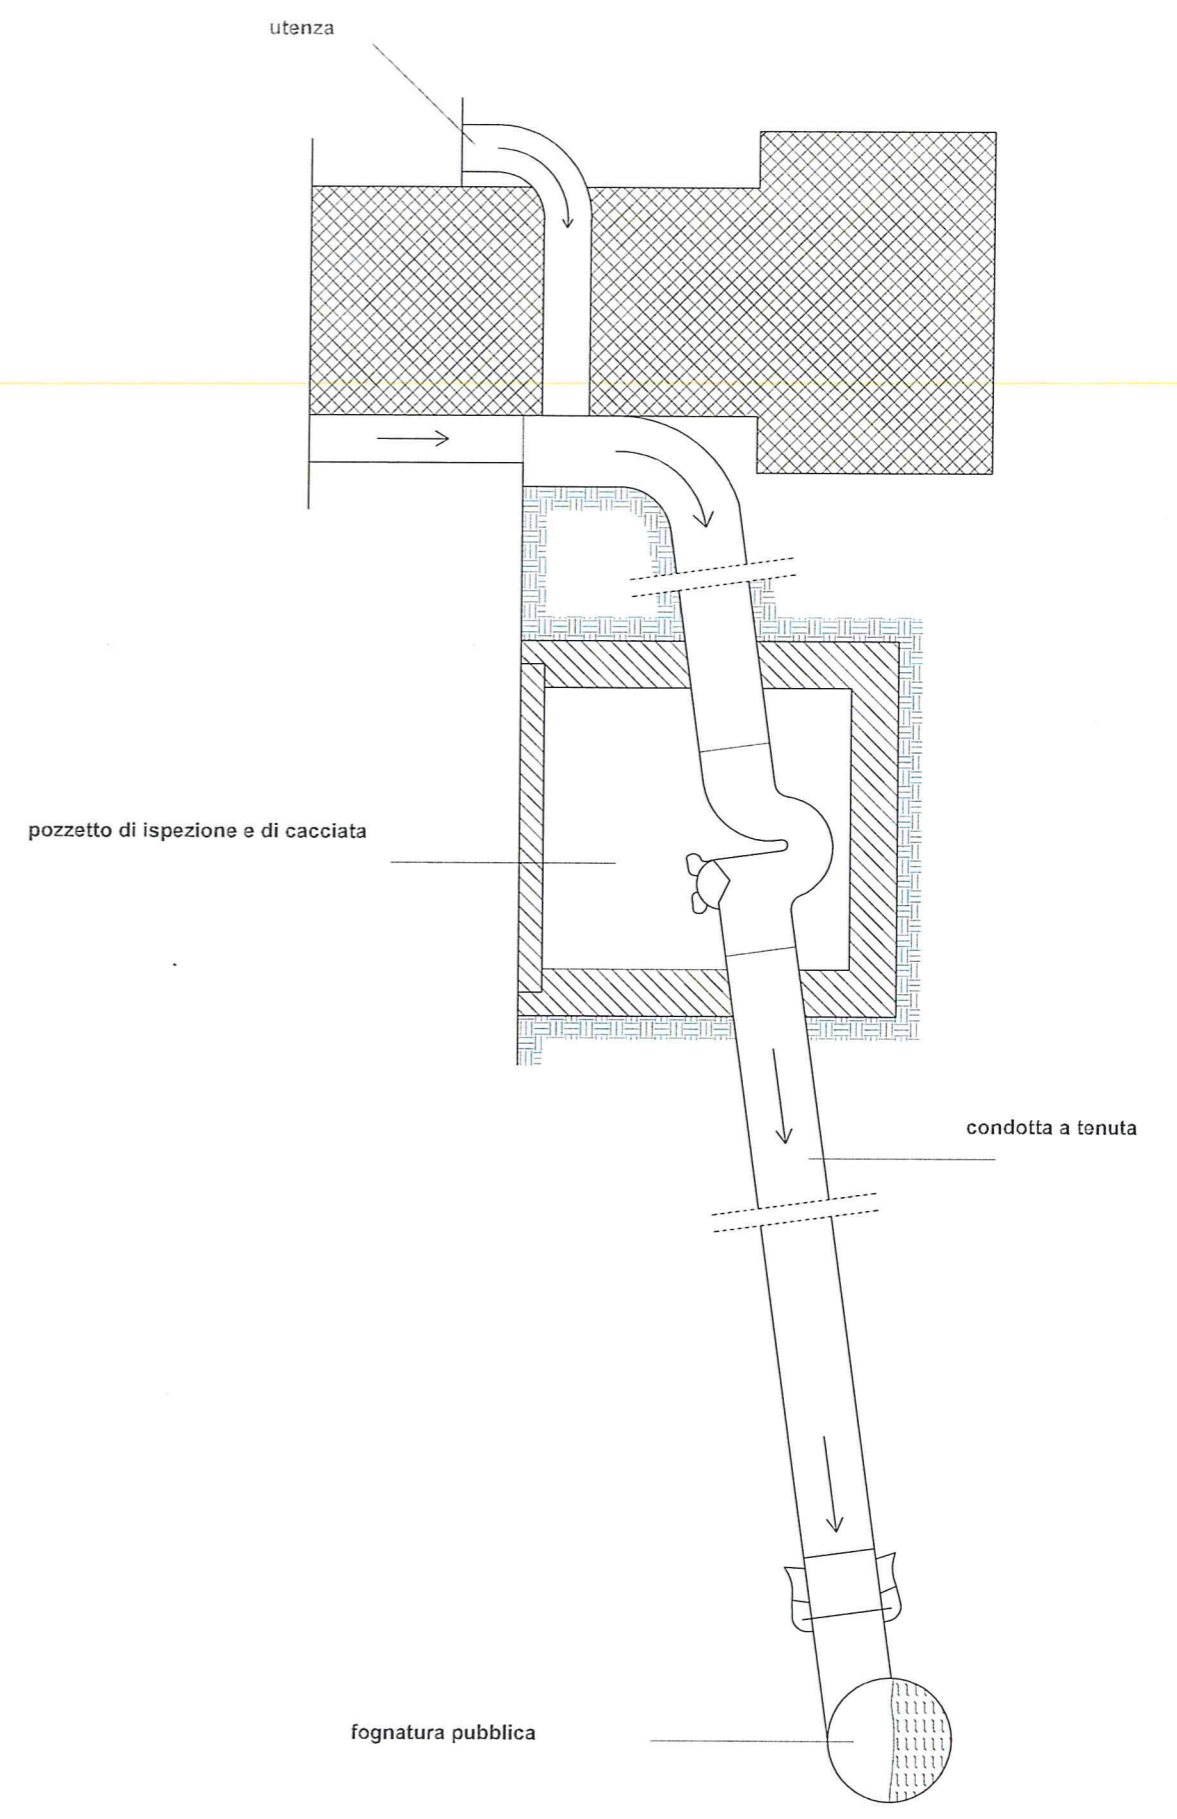 utenza
pozzetto di ispezione e di cacciata
condotta a tenuta
fognatura pubblica